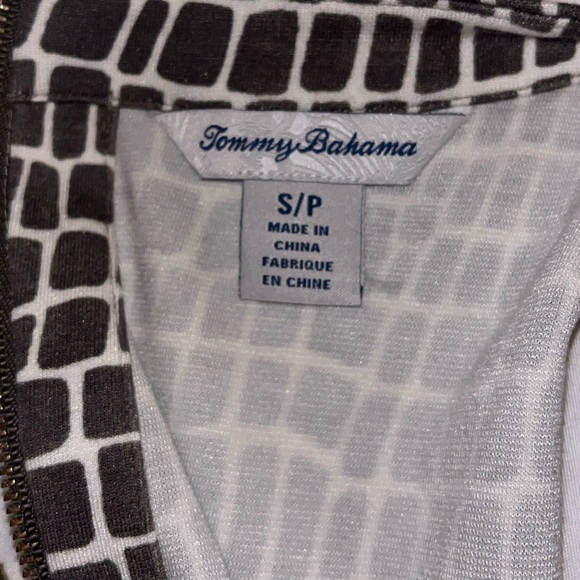 Tommy Bahama
S/P
MADE IN
CHINA
FABRIQUE
EN CHINE